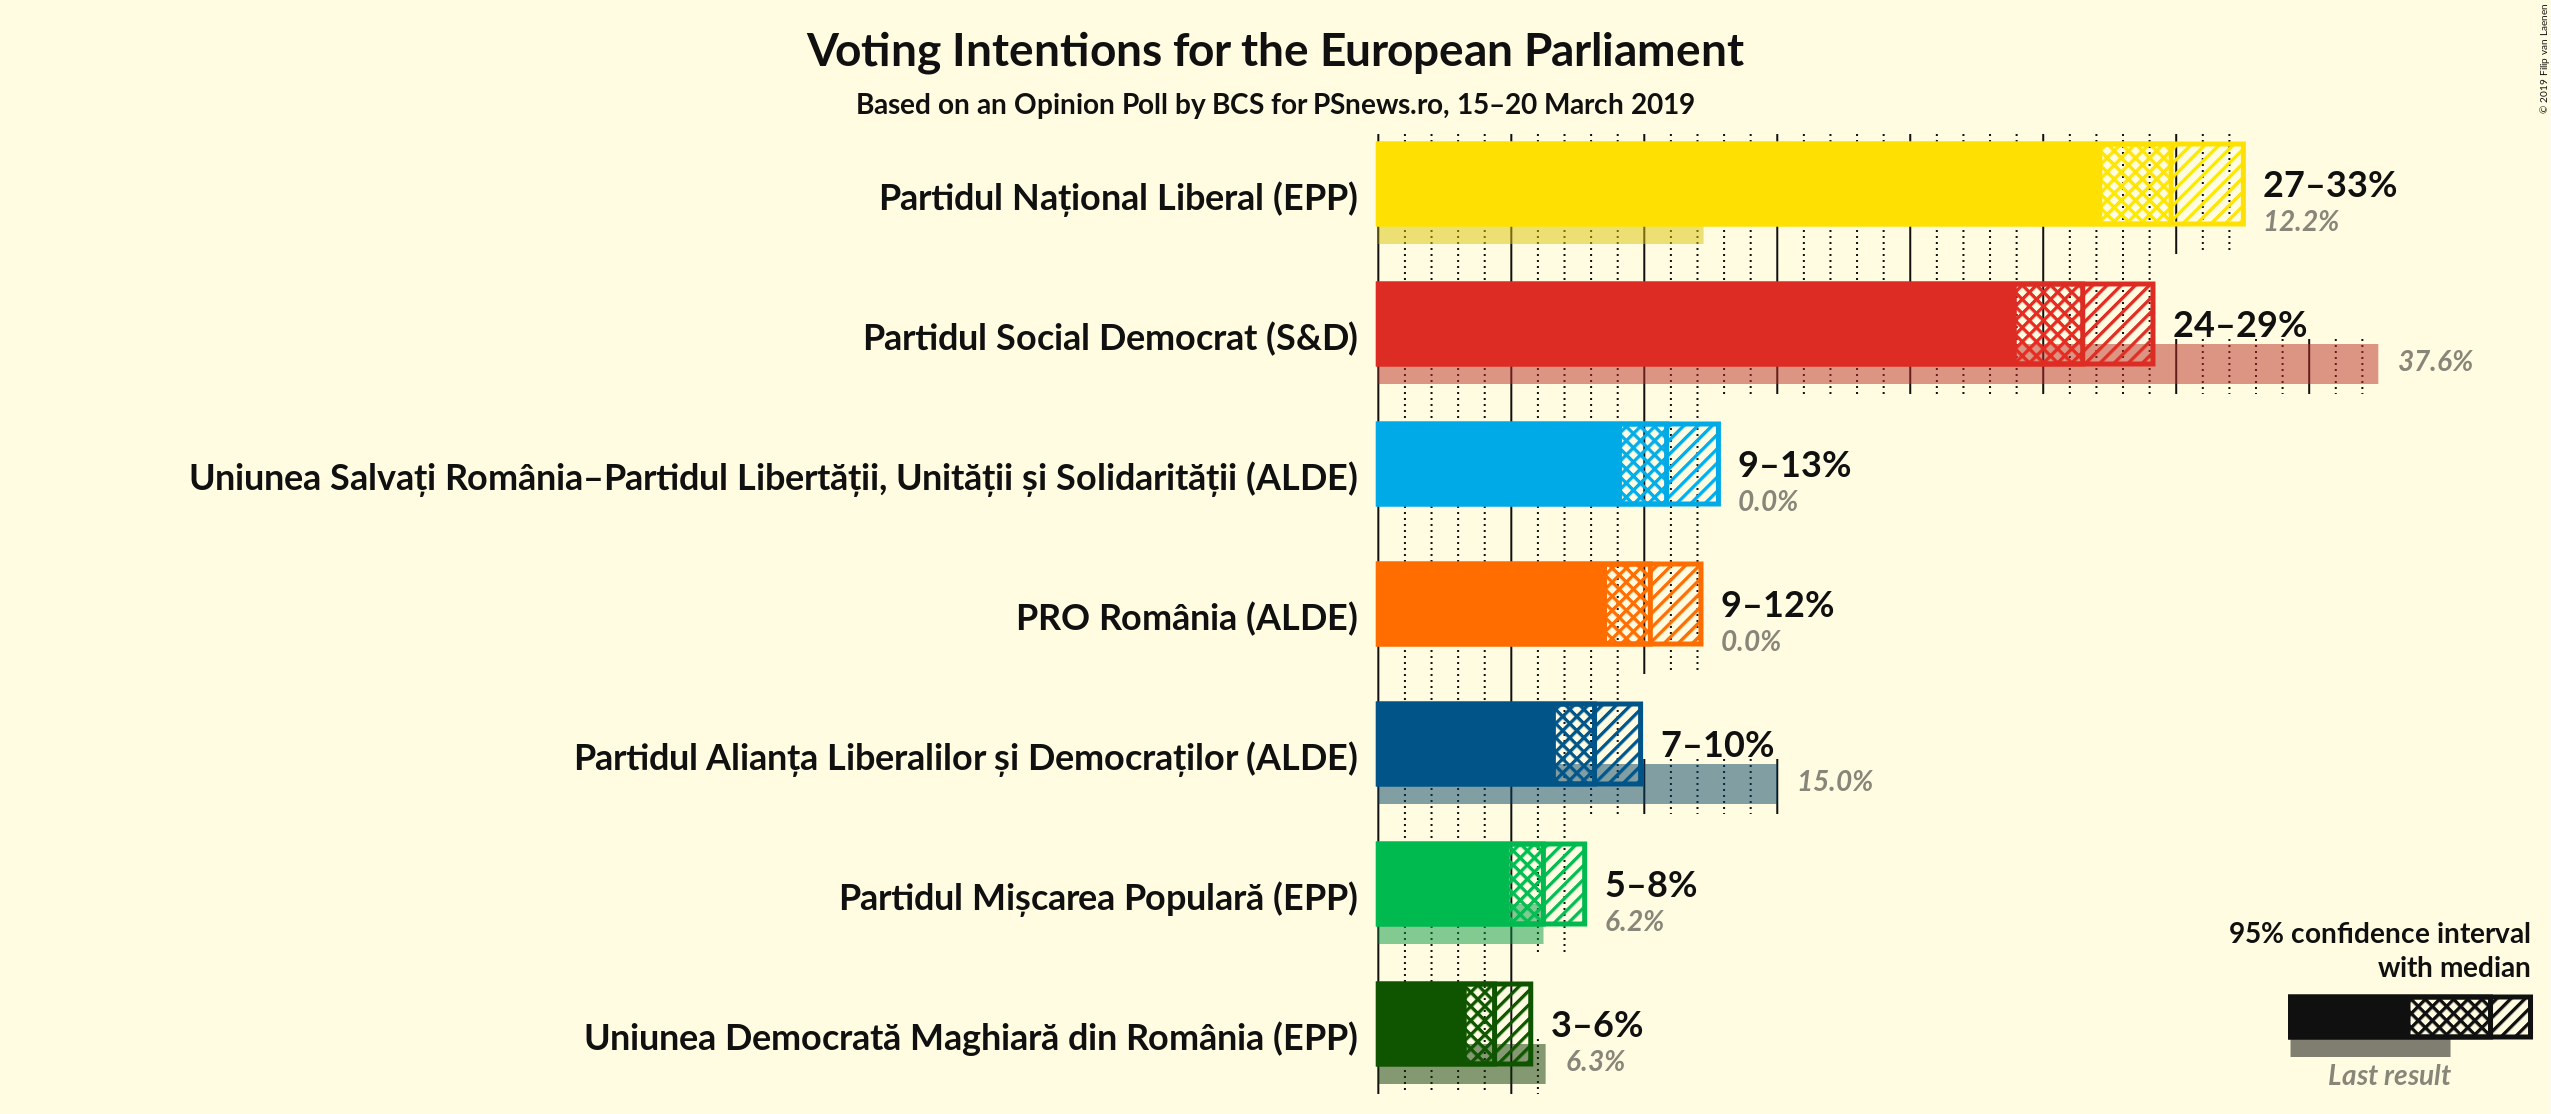 Voting Intentions for the European Parliament
Based on an Opinion Poll by BCS for PSnews.ro, 15–20 March 2019
© 2019 Filip van Laenen
Partidul Național Liberal (EPP)
27–33%
12.2%
Partidul Social Democrat (S&D)
24–29%
37.6%
Uniunea Salvați România–Partidul Libertății, Unității și Solidarității (ALDE)
9–13%
0.0%
PRO România (ALDE)
9–12%
0.0%
Partidul Alianța Liberalilor și Democraților (ALDE)
7–10%
15.0%
Partidul Mișcarea Populară (EPP)
5–8%
6.2%
Uniunea Democrată Maghiară din România (EPP)
3–6%
6.3%
95% confidence interval
with median
Last result